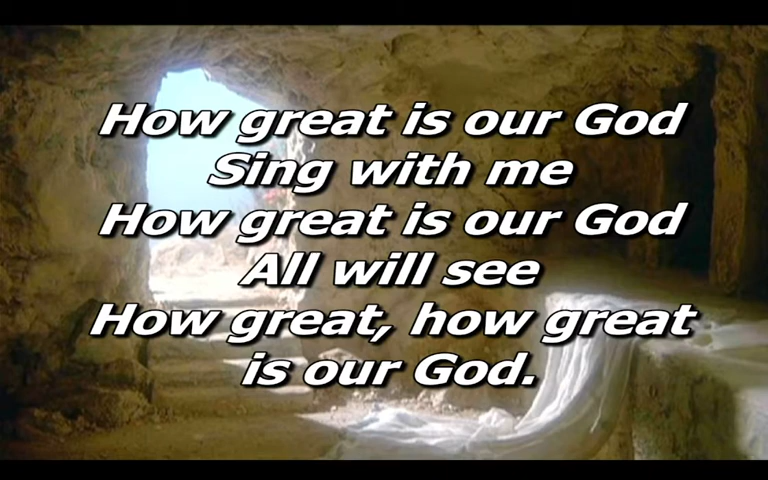 How great is our God
Sing with me
How great is our God
All will see
How great, how great
is our God.